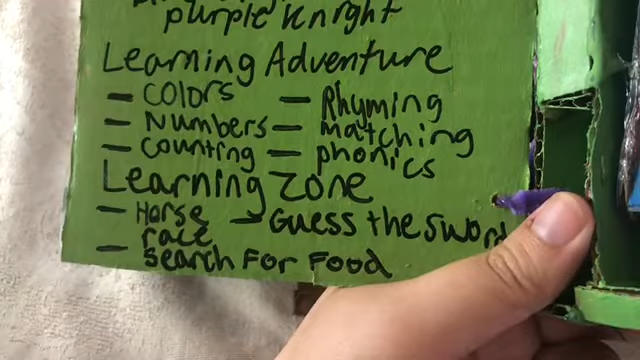 purple Knight
Learning Adventure
- Colors - Rhyming
- Numbers - matching
- counting - phonics
Learning Zone
- Horse → Guess the sword
race
- Search For Food